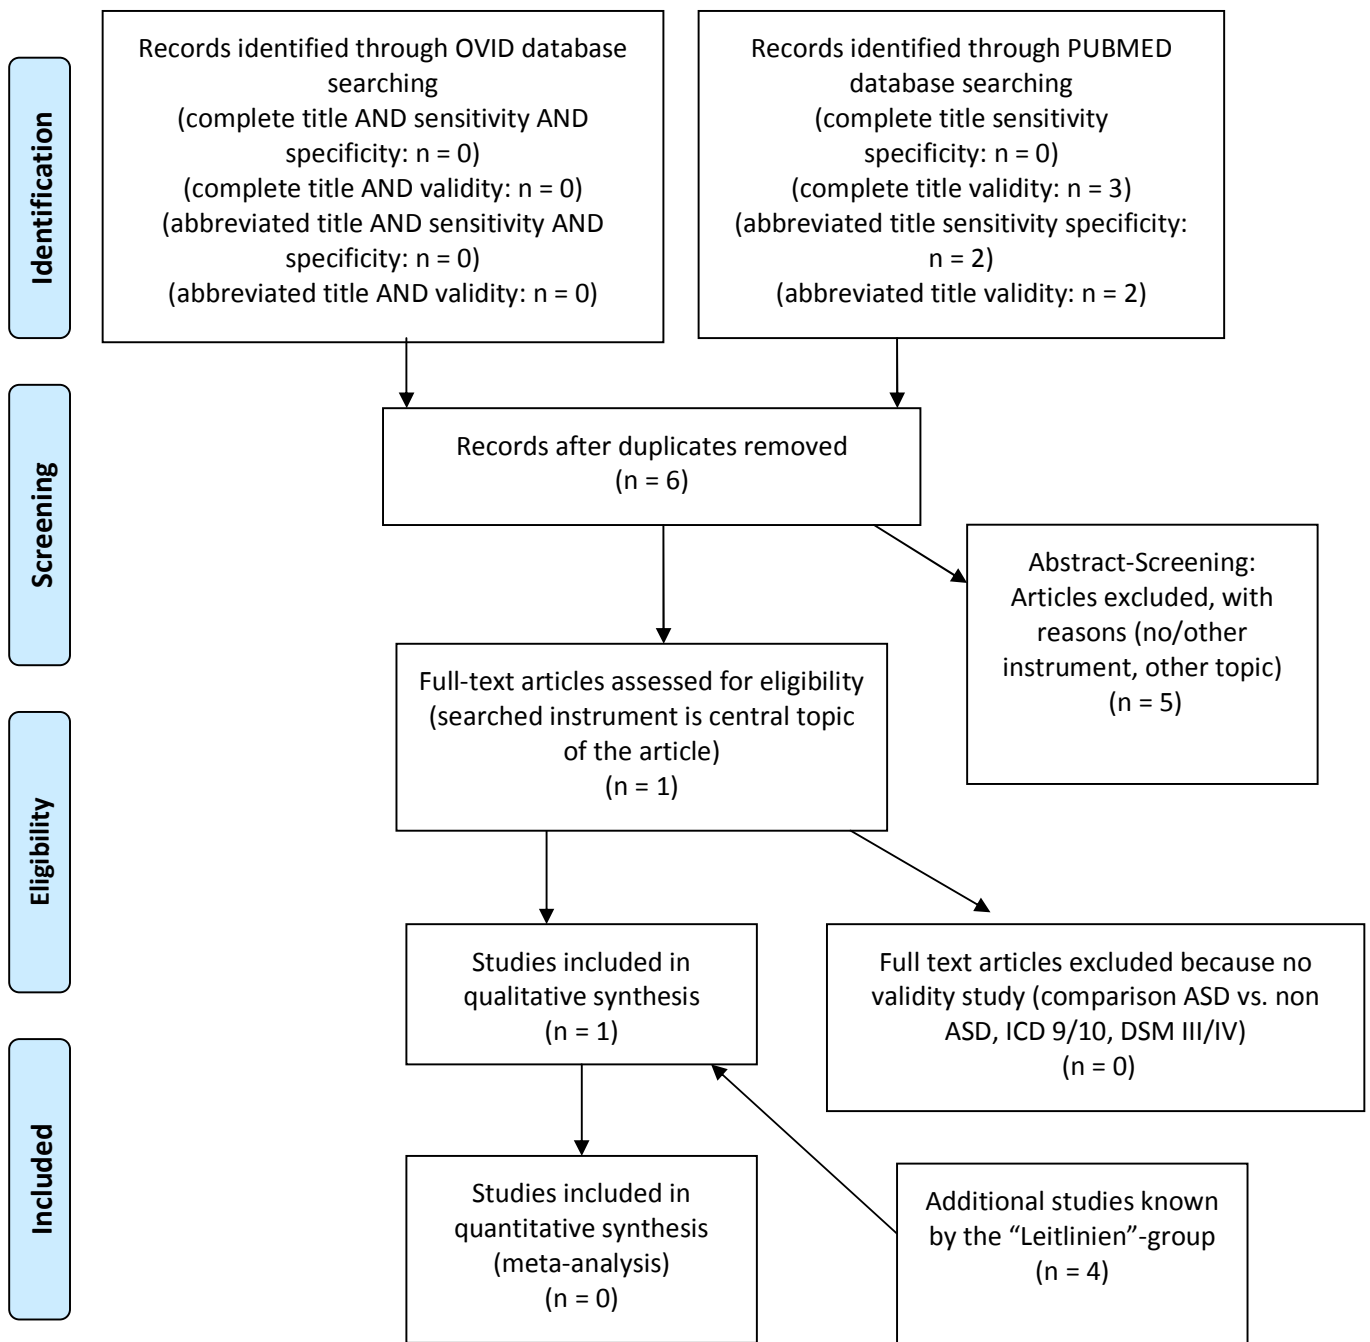 Identification
Records identified through OVID database
searching
(complete title AND sensitivity AND
specificity: n = 0)
(complete title AND validity: n = 0)
(abbreviated title AND sensitivity AND
specificity: n = 0)
(abbreviated title AND validity: n = 0)
Records identified through PUBMED
database searching
(complete title sensitivity
specificity: n = 0)
(complete title validity: n = 3)
(abbreviated title sensitivity specificity:
n = 2)
(abbreviated title validity: n = 2)
Screening
Records after duplicates removed
(n = 6)
Abstract-Screening:
Articles excluded, with
reasons (no/other
instrument, other topic)
(n = 5)
Eligibility
Full-text articles assessed for eligibility
(searched instrument is central topic
of the article)
(n = 1)
Studies included in
qualitative synthesis
(n = 1)
Full text articles excluded because no
validity study (comparison ASD vs. non
ASD, ICD 9/10, DSM III/IV)
(n = 0)
Included
Studies included in
quantitative synthesis
(meta-analysis)
(n = 0)
Additional studies known
by the “Leitlinien”-group
(n = 4)